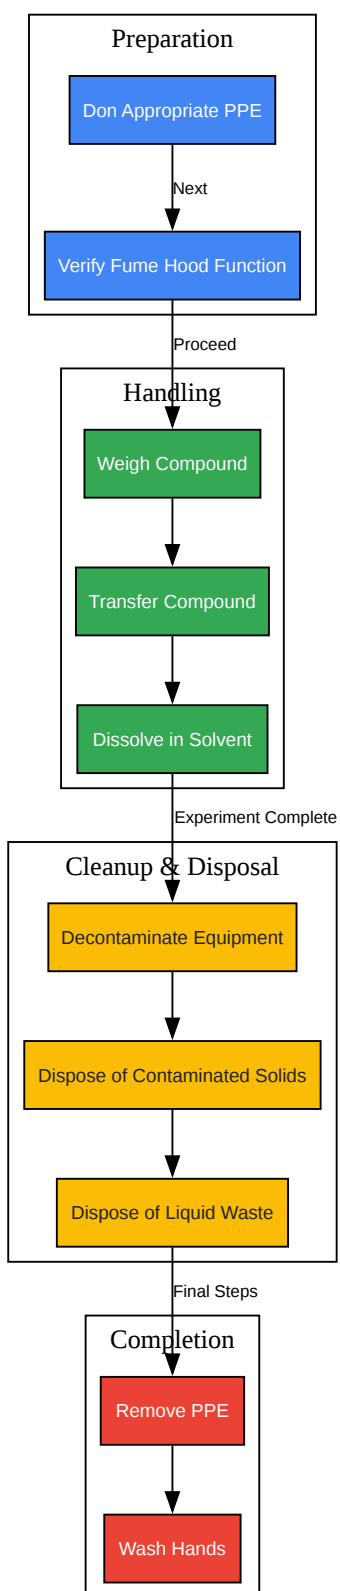 Preparation
Don Appropriate PPE
Next
Verify Fume Hood Function
Proceed
Handling
Weigh Compound
Transfer Compound
Dissolve in Solvent
Experiment Complete
Cleanup & Disposal
Decontaminate Equipment
Dispose of Contaminated Solids
Dispose of Liquid Waste
Final Steps
Completion
Remove PPE
Wash Hands